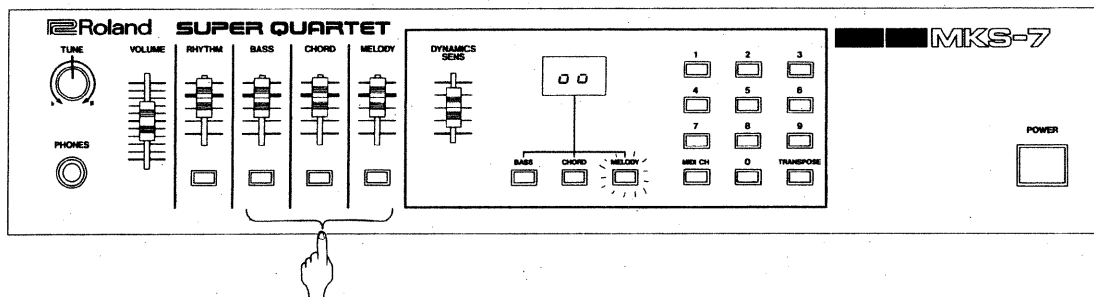 Roland SUPER QUARTET
MKS-7
TUNE VOLUME RHYTHM BASS CHORD MELODY DYNAMICS SENS
1 2 3
4 5 6
7 8 9
PHONES
POWER
BASS CHORD MELODY MIDI CH 0 TRANSPOSE
00